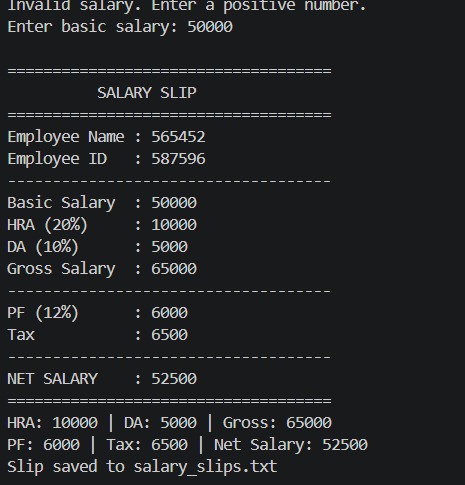 Invalid salary. Enter a positive number.
Enter basic salary: 50000
====================================
SALARY SLIP
====================================
Employee Name : 565452
Employee ID : 587596
------------------------------------
Basic Salary : 50000
HRA (20%) : 10000
DA (10%) : 5000
Gross Salary : 65000
------------------------------------
PF (12%) : 6000
Tax : 6500
------------------------------------
NET SALARY : 52500
====================================
HRA: 10000 | DA: 5000 | Gross: 65000
PF: 6000 | Tax: 6500 | Net Salary: 52500
Slip saved to salary_slips.txt